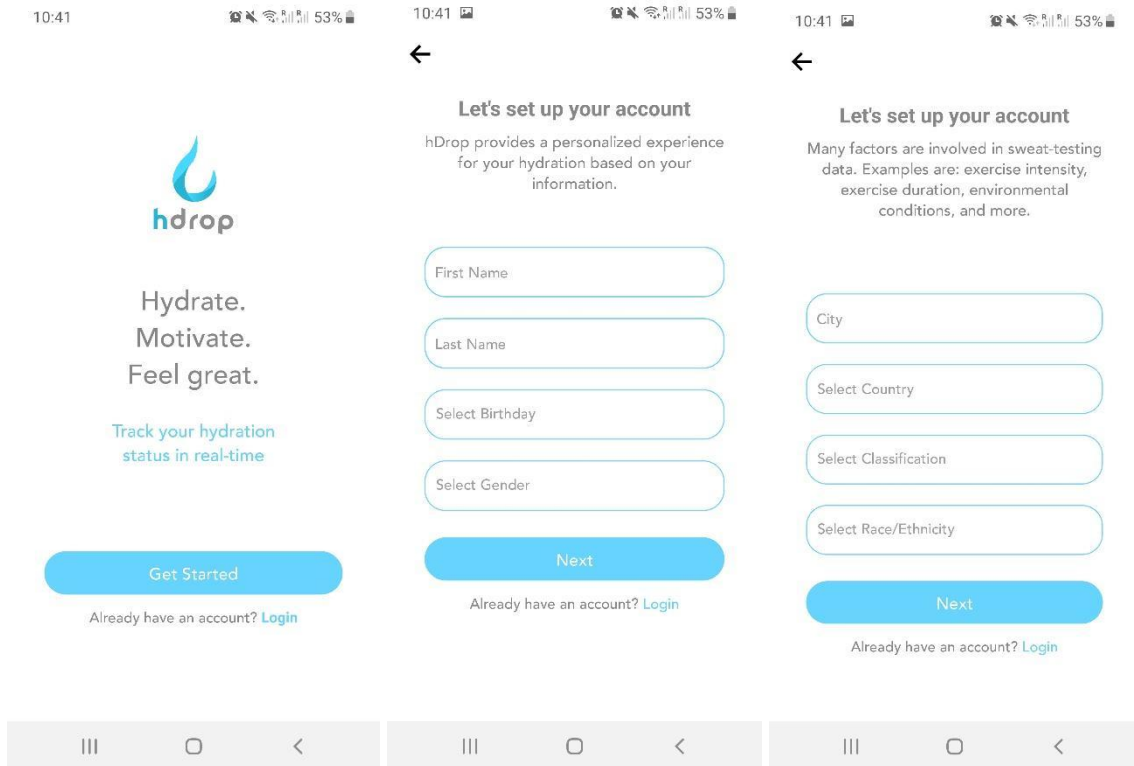 10:41
53%
hdrop
Hydrate.
Motivate.
Feel great.
Track your hydration
status in real-time
Get Started
Already have an account? Login
10:41
53%
Let's set up your account
hDrop provides a personalized experience
for your hydration based on your
information.
First Name
Last Name
Select Birthday
Select Gender
Next
Already have an account? Login
10:41
53%
Let's set up your account
Many factors are involved in sweat-testing
data. Examples are: exercise intensity,
exercise duration, environmental
conditions, and more.
City
Select Country
Select Classification
Select Race/Ethnicity
Next
Already have an account? Login